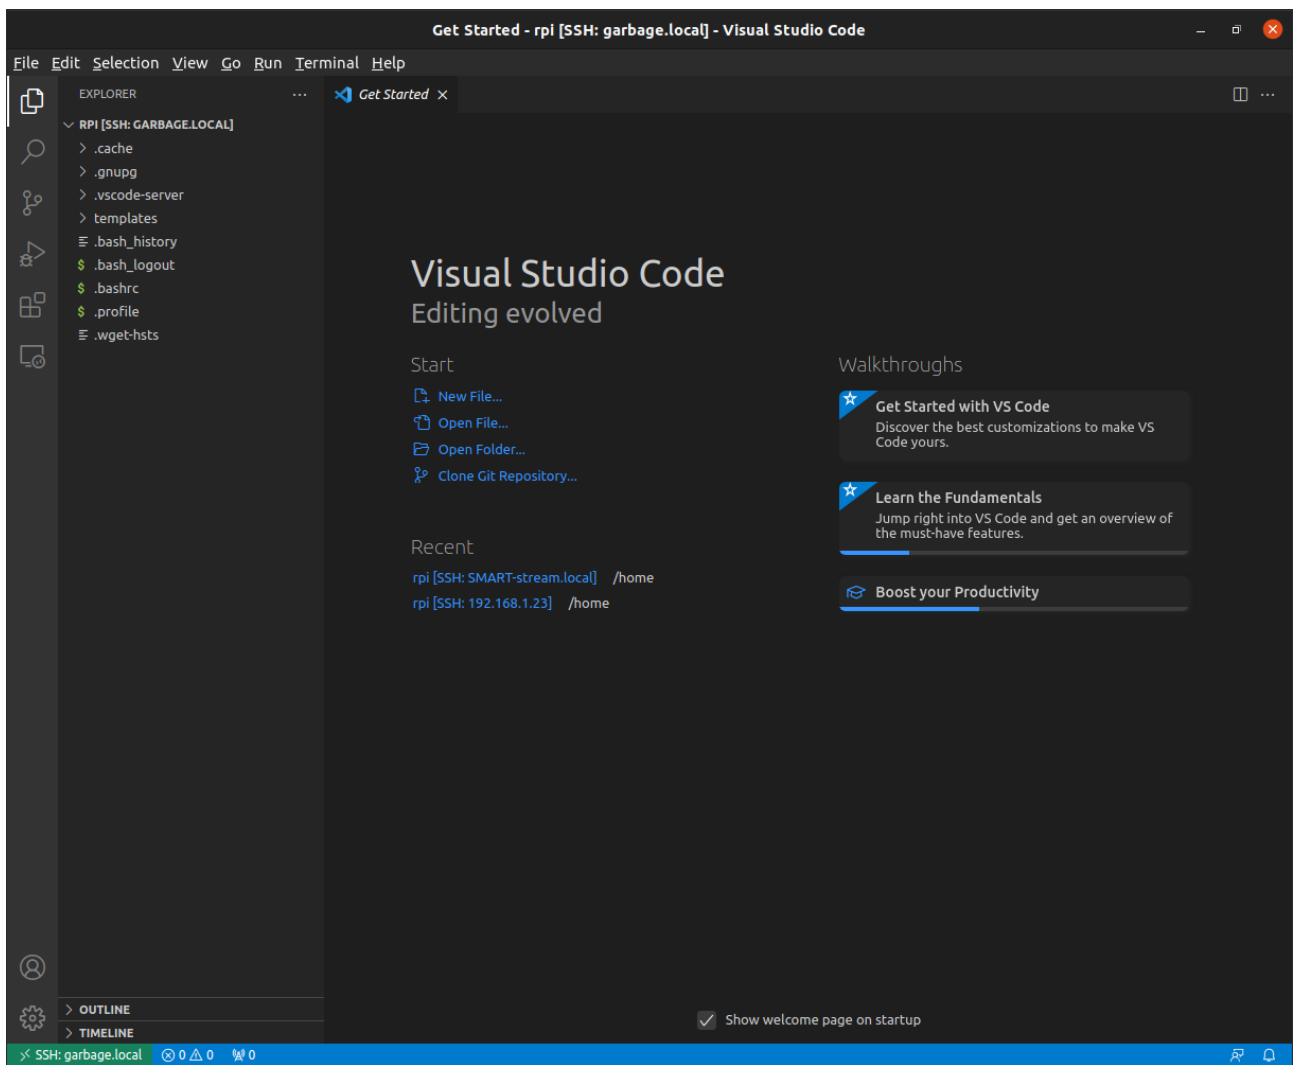 Get Started - rpi [SSH: garbage.local] - Visual Studio Code
File Edit Selection View Go Run Terminal Help
EXPLORER
Get Started
RPI [SSH: GARBAGE.LOCAL]
.cache
.gnupg
.vscode-server
templates
.bash_history
$ .bash_logout
$ .bashrc
$ .profile
.wget-hsts
Visual Studio Code
Editing evolved
Start
New File...
Open File...
Open Folder...
Clone Git Repository...
Recent
rpi [SSH: SMART-stream.local] /home
rpi [SSH: 192.168.1.23] /home
Walkthroughs
Get Started with VS Code
Discover the best customizations to make VS
Code yours.
Learn the Fundamentals
Jump right into VS Code and get an overview of
the must-have features.
Boost your Productivity
Show welcome page on startup
OUTLINE
TIMELINE
SSH: garbage.local 0 0 0